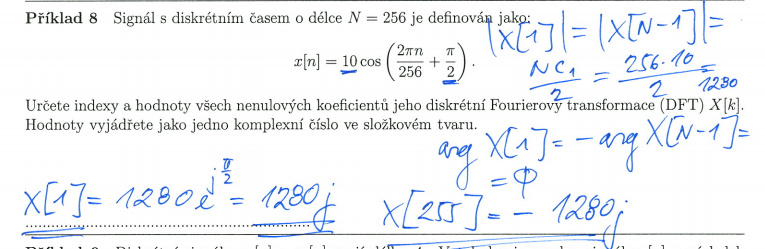 Příklad 8 Signál s diskrétním časem o délce N = 256 je definován jako:
|X[1]| = |X[N-1]| =
x[n] = 10 cos ( 2πn/256 + π/2 ) .
NC₁/2 = 256·10/2 = 1280
Určete indexy a hodnoty všech nenulových koeficientů jeho diskrétní Fourierovy transformace (DFT) X[k].
Hodnoty vyjádřete jako jedno komplexní číslo ve složkovém tvaru.
arg X[1] = - arg X[N-1] =
= φ
X[1] = 1280 e^{j π/2} = 1280j
X[255] = - 1280j